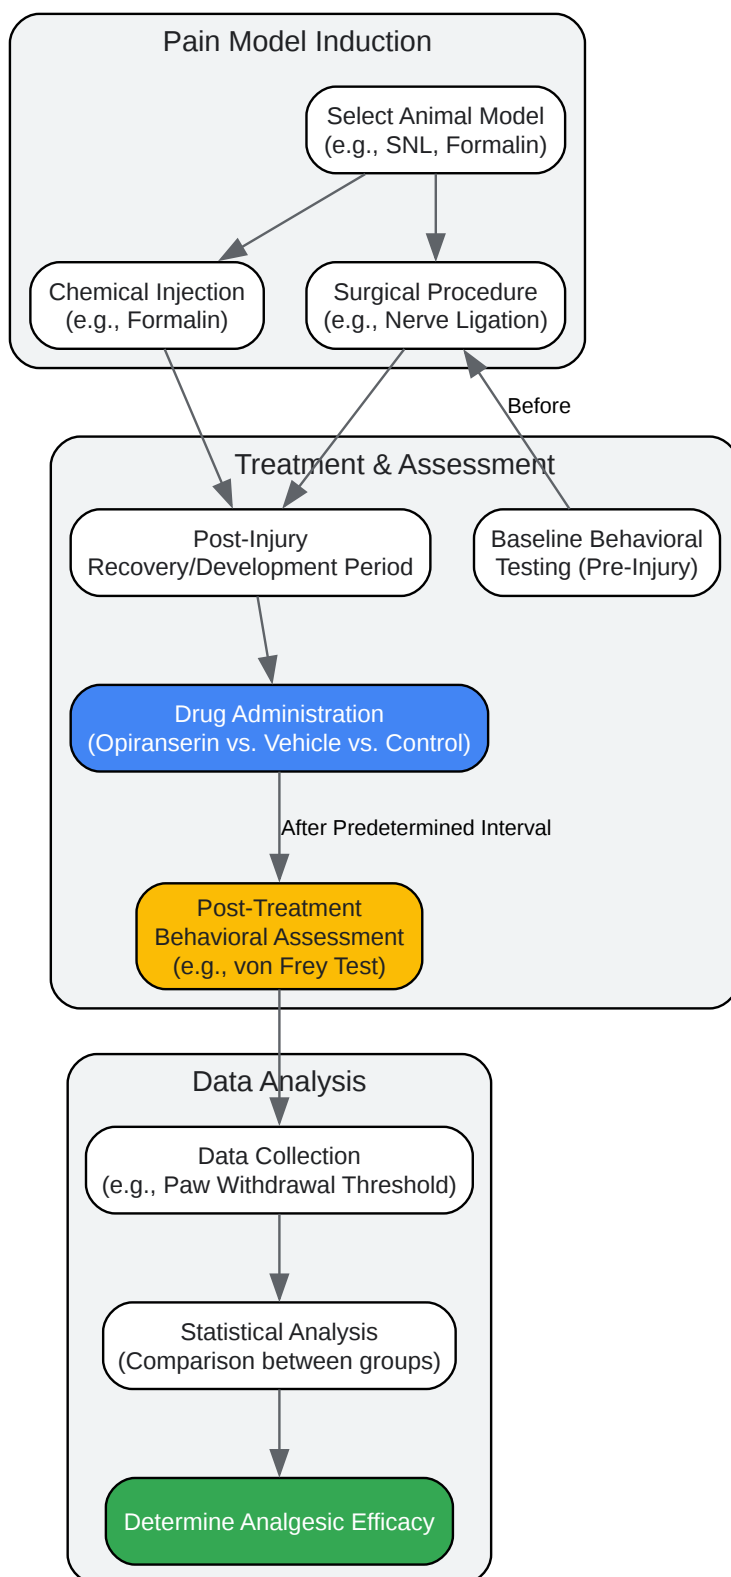 Pain Model Induction
Select Animal Model
(e.g., SNL, Formalin)
Chemical Injection
(e.g., Formalin)
Surgical Procedure
(e.g., Nerve Ligation)
Before
Treatment & Assessment
Post-Injury
Recovery/Development Period
Baseline Behavioral
Testing (Pre-Injury)
Drug Administration
(Opiranserin vs. Vehicle vs. Control)
After Predetermined Interval
Post-Treatment
Behavioral Assessment
(e.g., von Frey Test)
Data Analysis
Data Collection
(e.g., Paw Withdrawal Threshold)
Statistical Analysis
(Comparison between groups)
Determine Analgesic Efficacy